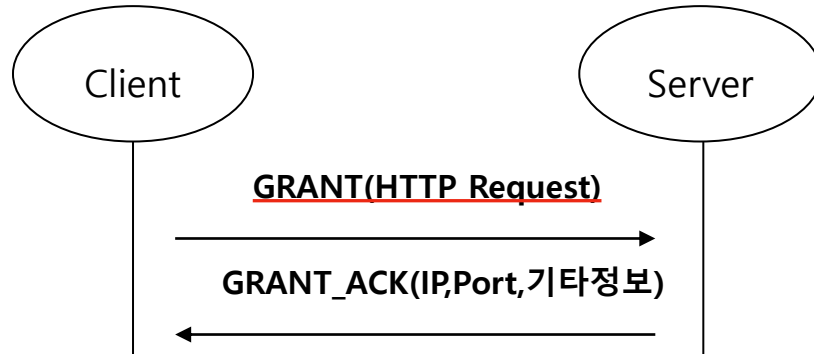 Client
Server
GRANT(HTTP Request)
GRANT_ACK(IP,Port,기타정보)